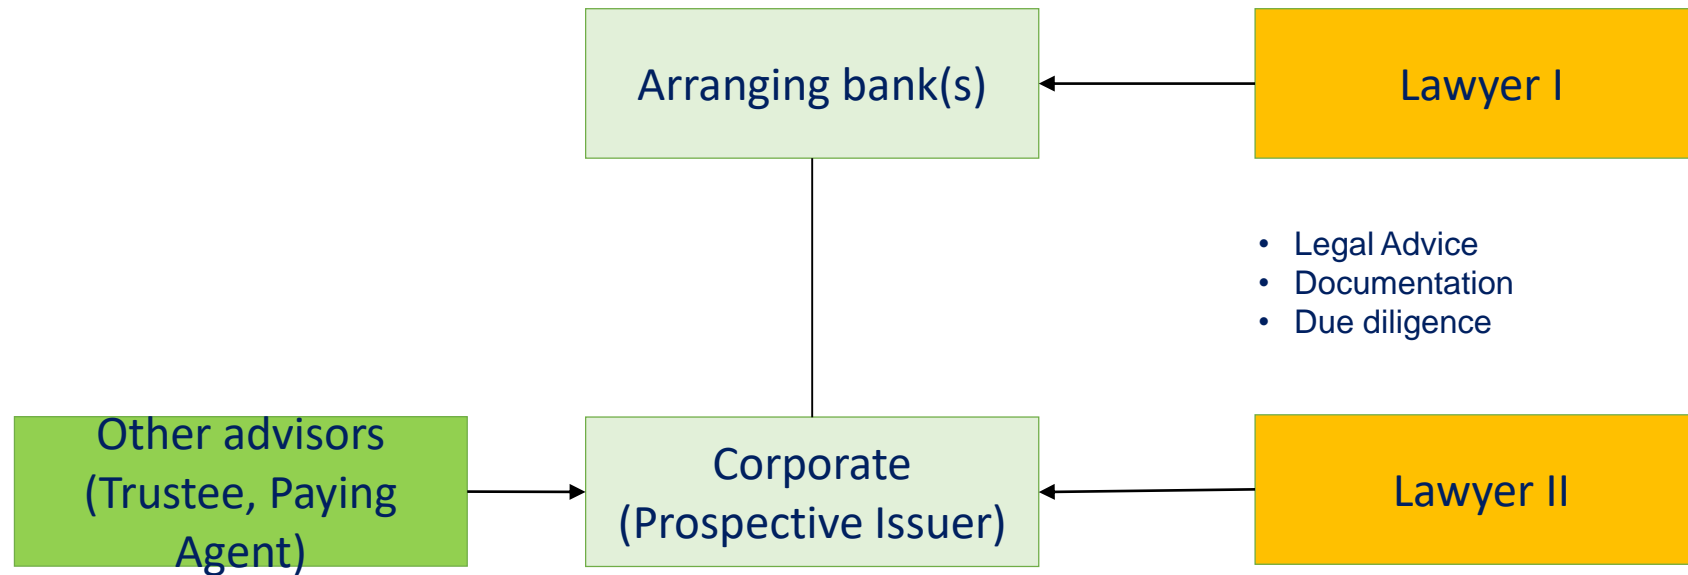 Arranging bank(s)
Lawyer I
• Legal Advice
• Documentation
• Due diligence
Other advisors
(Trustee, Paying
Agent)
Corporate
(Prospective Issuer)
Lawyer II